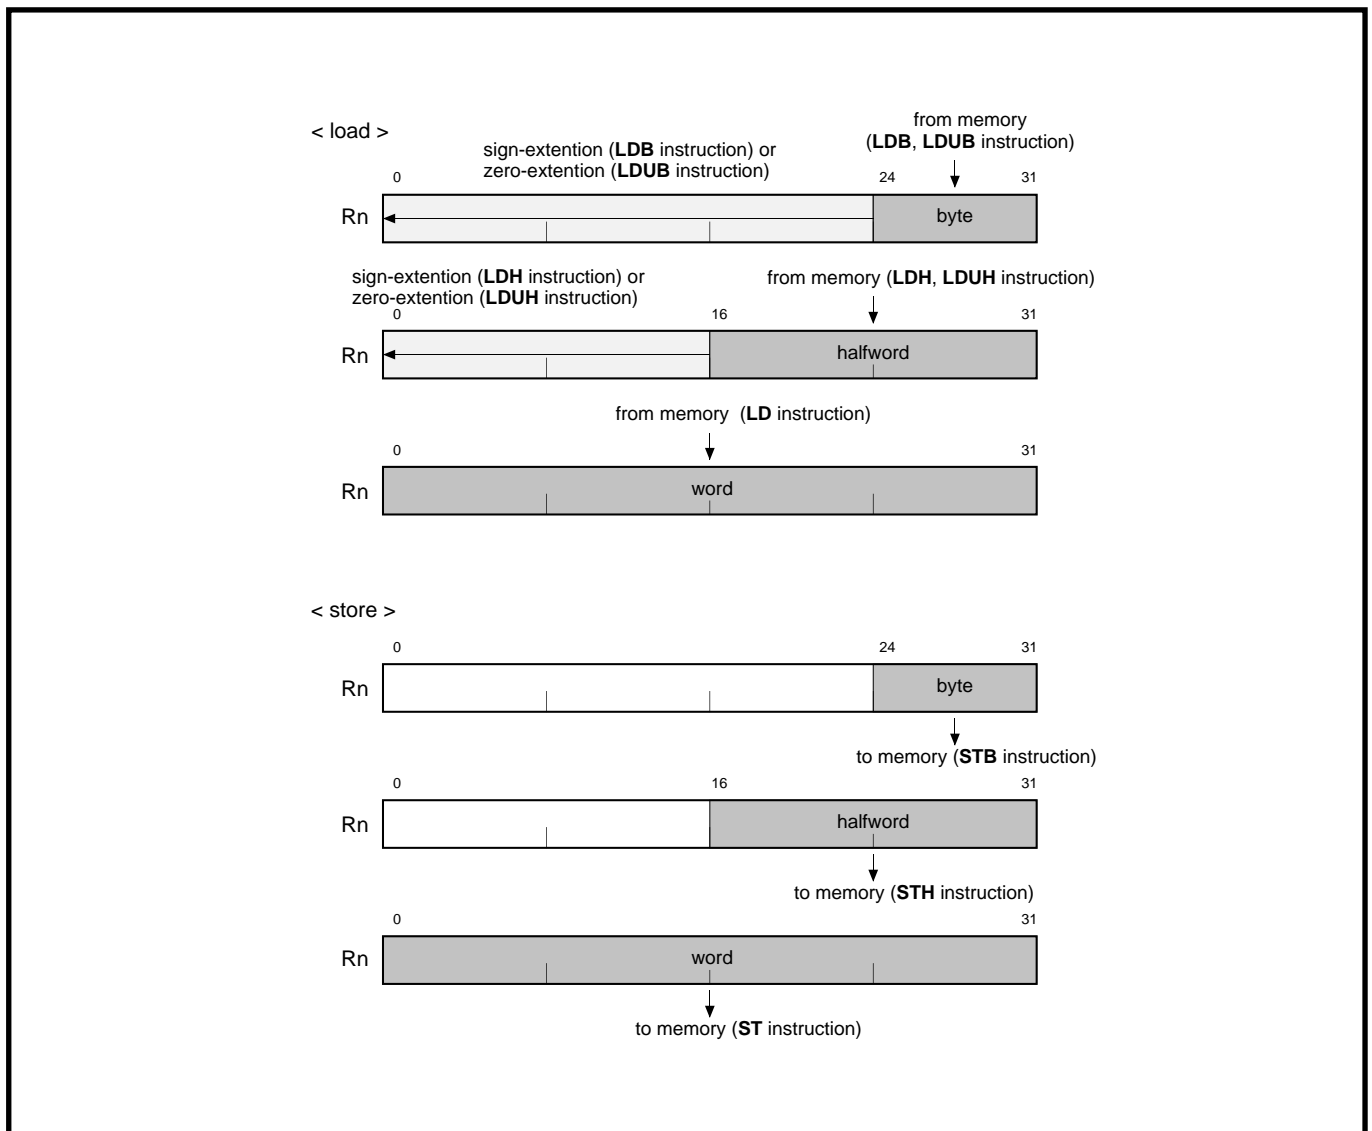 < load >
from memory
(LDB, LDUB instruction)
sign-extention (LDB instruction) or
zero-extention (LDUB instruction)
0 24 31
Rn byte
sign-extention (LDH instruction) or
zero-extention (LDUH instruction)
from memory (LDH, LDUH instruction)
0 16 31
Rn halfword
from memory (LD instruction)
0 31
Rn word
< store >
0 24 31
Rn byte
to memory (STB instruction)
0 16 31
Rn halfword
to memory (STH instruction)
0 31
Rn word
to memory (ST instruction)